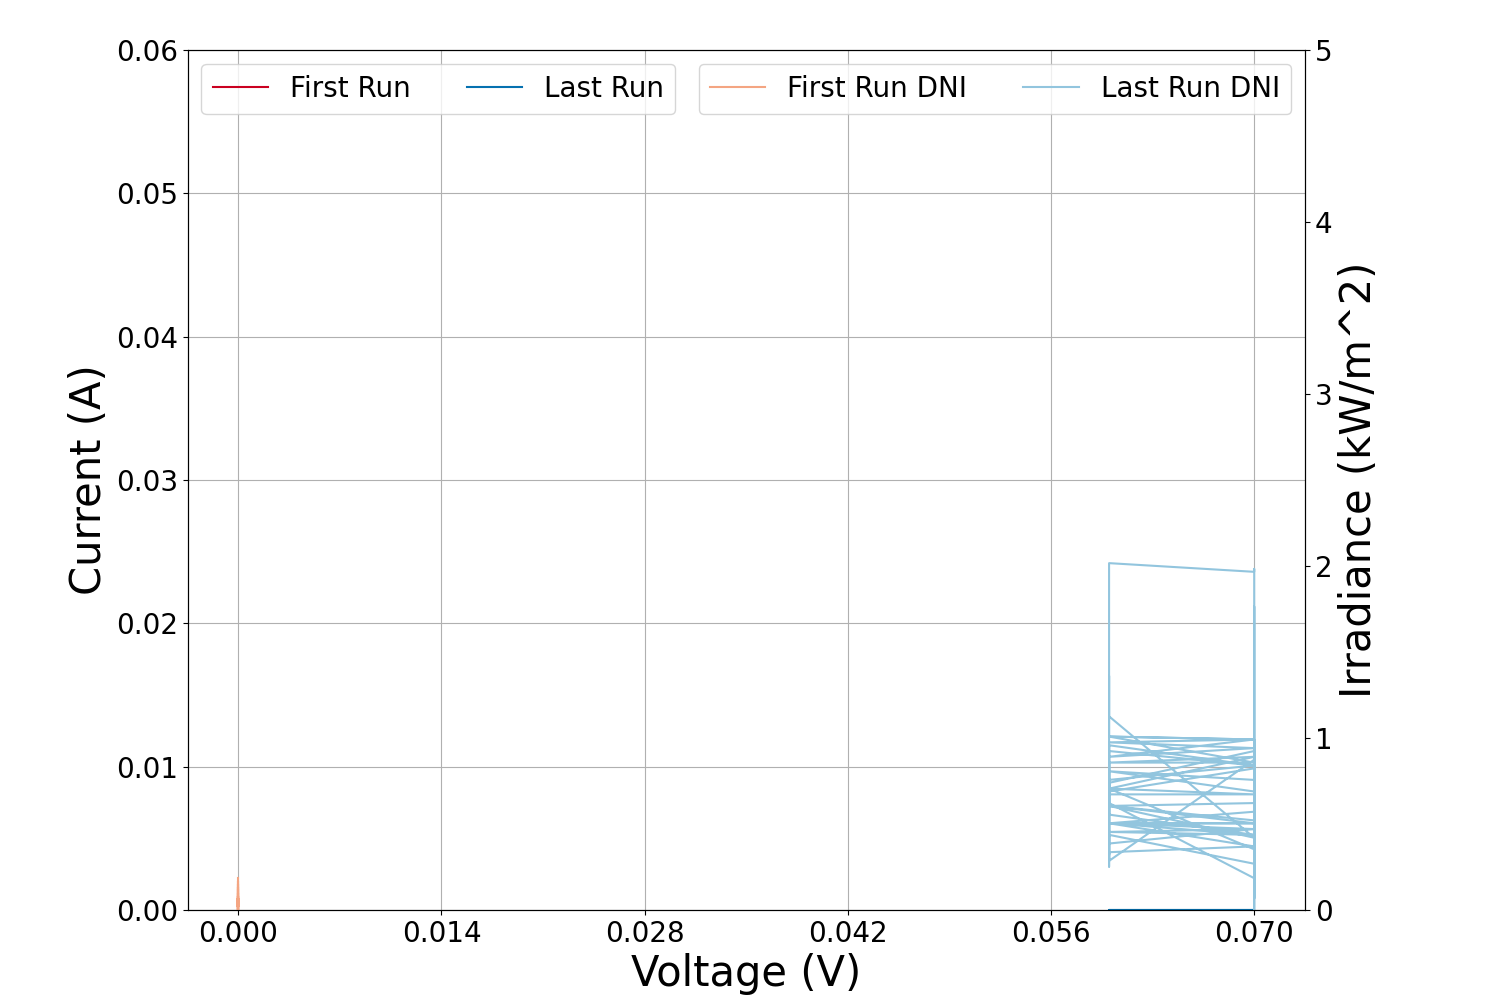 First Run
Last Run
First Run DNI
Last Run DNI
0.06
0.05
0.04
0.03
0.02
0.01
0.00
Current (A)
5
4
3
2
1
0
Irradiance (kW/m^2)
0.000 0.014 0.028 0.042 0.056 0.070
Voltage (V)